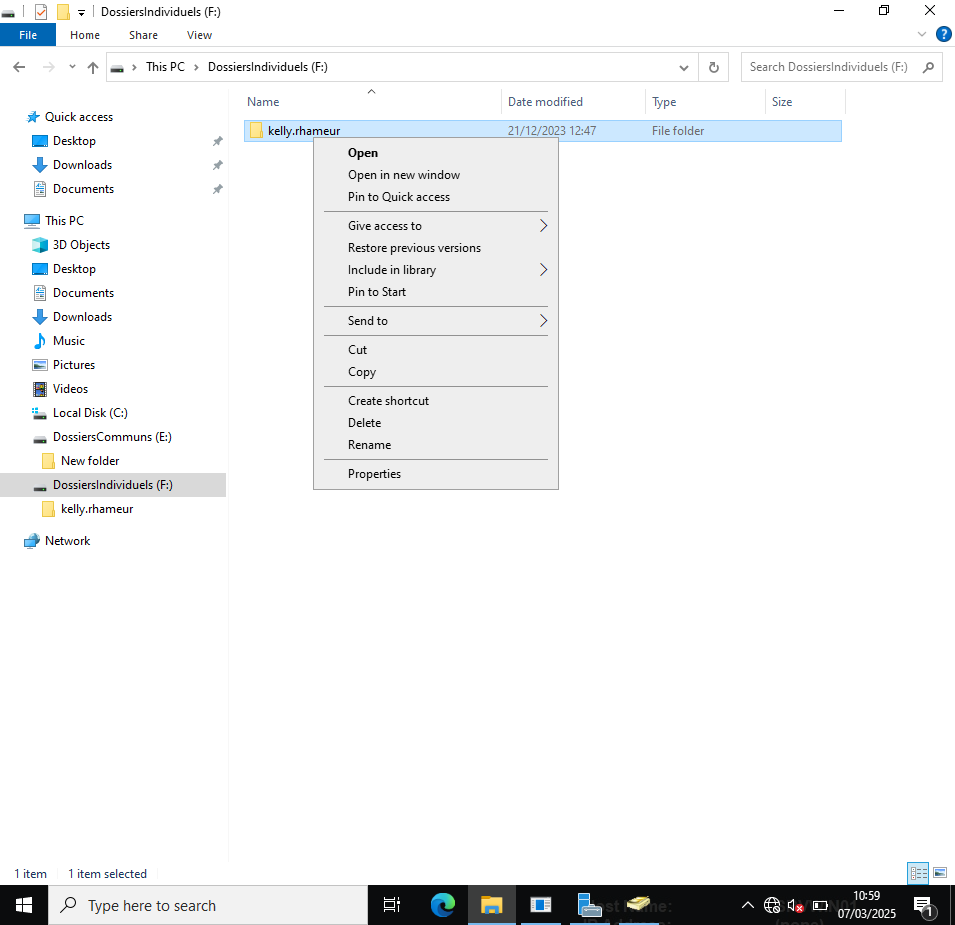 DossiersIndividuels (F:)
File Home Share View
This PC DossiersIndividuels (F:) Search DossiersIndividuels (F:)
Name Date modified Type Size
kelly.rhameur 21/12/2023 12:47 File folder
Quick access
Desktop
Downloads
Documents
This PC
3D Objects
Desktop
Documents
Downloads
Music
Pictures
Videos
Local Disk (C:)
DossiersCommuns (E:)
New folder
DossiersIndividuels (F:)
kelly.rhameur
Network
Open
Open in new window
Pin to Quick access
Give access to
Restore previous versions
Include in library
Pin to Start
Send to
Cut
Copy
Create shortcut
Delete
Rename
Properties
1 item 1 item selected
Type here to search
10:59
07/03/2025
1